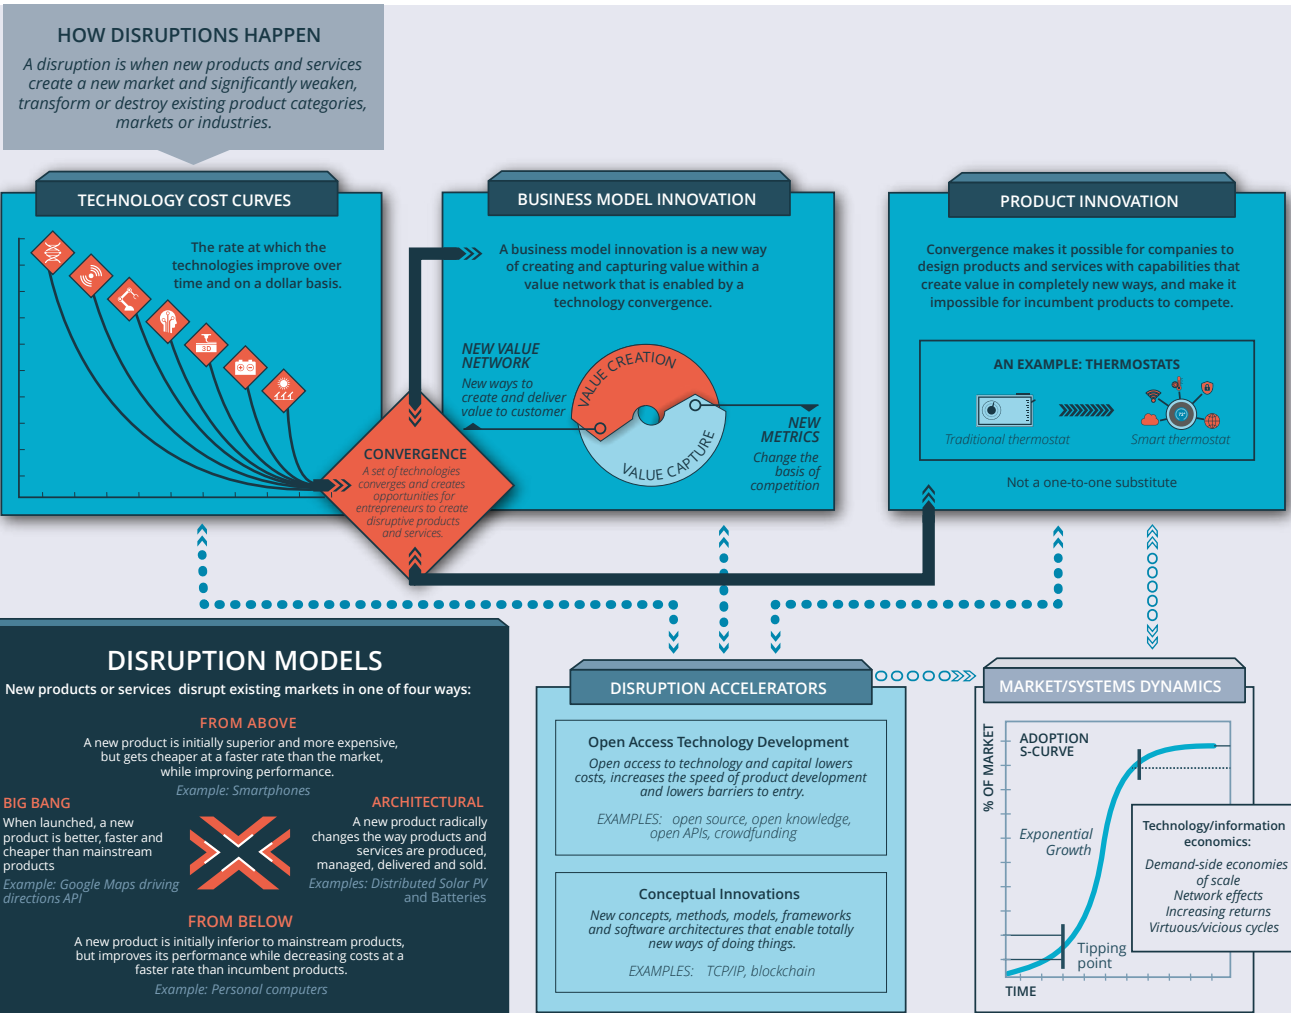 HOW DISRUPTIONS HAPPEN
A disruption is when new products and services
create a new market and significantly weaken,
transform or destroy existing product categories,
markets or industries.
TECHNOLOGY COST CURVES
The rate at which the
technologies improve over
time and on a dollar basis.
3D
CONVERGENCE
A set of technologies
converges and creates
opportunities for
entrepreneurs to create
disruptive products
and services.
BUSINESS MODEL INNOVATION
A business model innovation is a new way
of creating and capturing value within a
value network that is enabled by a
technology convergence.
NEW VALUE
NETWORK
New ways to
create and deliver
value to customer
VALUE CREATION
VALUE CAPTURE
NEW
METRICS
Change the
basis of
competition
PRODUCT INNOVATION
Convergence makes it possible for companies to
design products and services with capabilities that
create value in completely new ways, and make it
impossible for incumbent products to compete.
AN EXAMPLE: THERMOSTATS
Traditional thermostat
Smart thermostat
Not a one-to-one substitute
DISRUPTION MODELS
New products or services disrupt existing markets in one of four ways:
FROM ABOVE
A new product is initially superior and more expensive,
but gets cheaper at a faster rate than the market,
while improving performance.
Example: Smartphones
BIG BANG
When launched, a new
product is better, faster and
cheaper than mainstream
products
Example: Google Maps driving
directions API
ARCHITECTURAL
A new product radically
changes the way products and
services are produced,
managed, delivered and sold.
Examples: Distributed Solar PV
and Batteries
FROM BELOW
A new product is initially inferior to mainstream products,
but improves its performance while decreasing costs at a
faster rate than incumbent products.
Example: Personal computers
DISRUPTION ACCELERATORS
Open Access Technology Development
Open access to technology and capital lowers
costs, increases the speed of product development
and lowers barriers to entry.
EXAMPLES: open source, open knowledge,
open APIs, crowdfunding
Conceptual Innovations
New concepts, methods, models, frameworks
and software architectures that enable totally
new ways of doing things.
EXAMPLES: TCP/IP, blockchain
MARKET/SYSTEMS DYNAMICS
% OF MARKET
ADOPTION
S-CURVE
Exponential
Growth
Technology/information
economics:
Demand-side economies
of scale
Network effects
Increasing returns
Virtuous/vicious cycles
Tipping
point
TIME